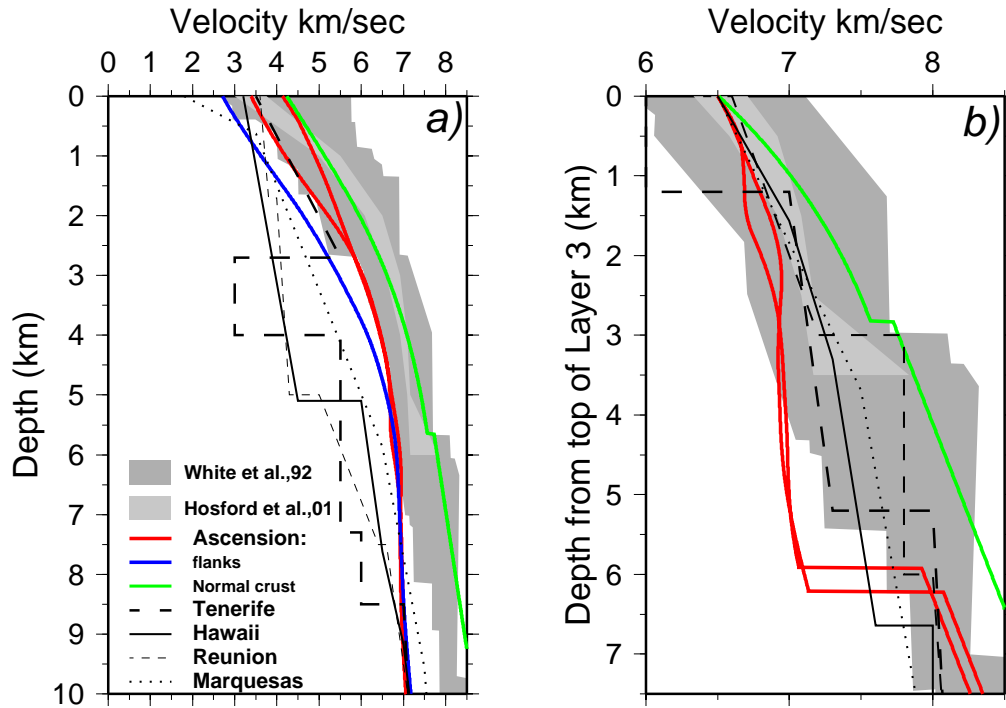 Velocity km/sec
0 1 2 3 4 5 6 7 8
0
1
2
3
4
5
6
7
8
9
10
Depth (km)
a)
White et al.,92
Hosford et al.,01
Ascension:
flanks
Normal crust
Tenerife
Hawaii
Reunion
Marquesas
Velocity km/sec
6 7 8
0
1
2
3
4
5
6
7
Depth from top of Layer 3 (km)
b)